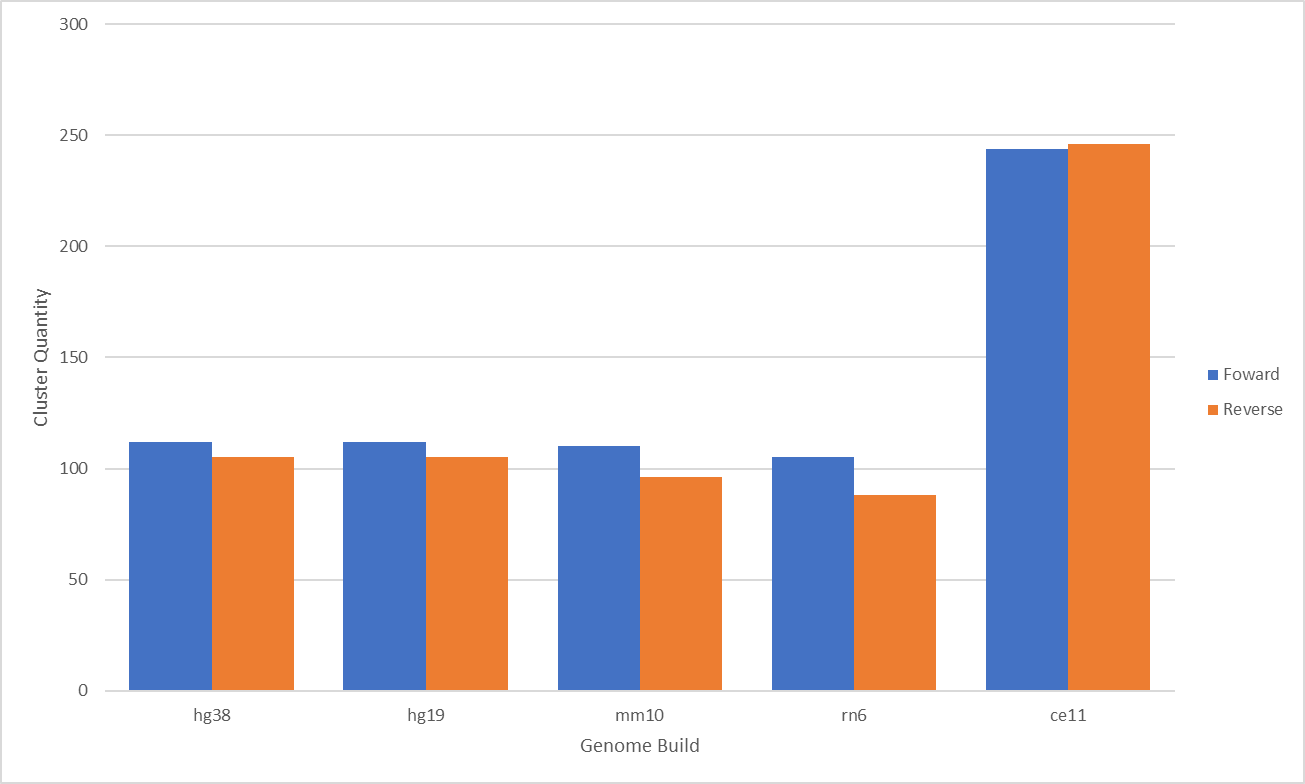 300
250
200
150
100
50
0
Cluster Quantity
hg38
hg19
mm10
rn6
ce11
Genome Build
Foward
Reverse